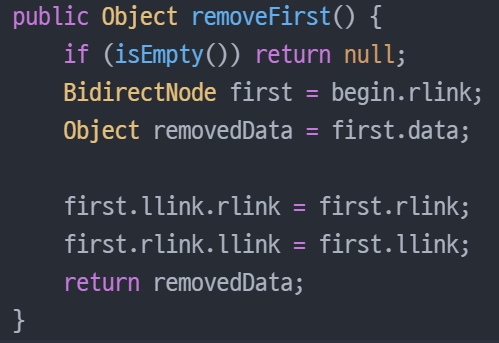 public Object removeFirst() {
    if (isEmpty()) return null;
    BidirectNode first = begin.rlink;
    Object removedData = first.data;

    first.llink.rlink = first.rlink;
    first.rlink.llink = first.llink;
    return removedData;
}